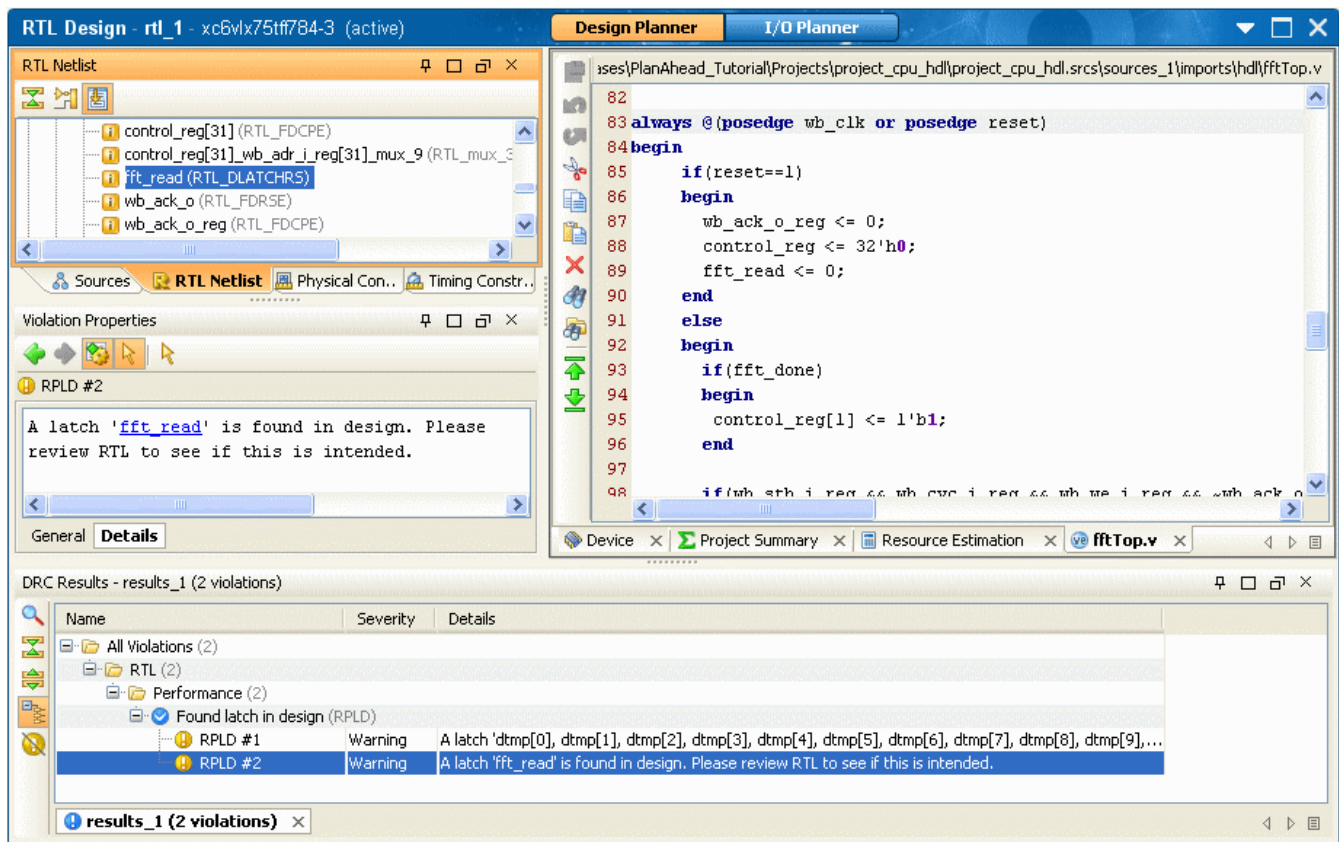 RTL Design - rtl_1 - xc6vlx75tff784-3 (active)
Design Planner
I/O Planner
RTL Netlist
control_reg[31] (RTL_FDCPE)
control_reg[31]_wb_adr_i_reg[31]_mux_9 (RTL_mux_3
fft_read (RTL_DLATCHRS)
wb_ack_o (RTL_FDRSE)
wb_ack_o_reg (RTL_FDCPE)
Sources
RTL Netlist
Physical Con..
Timing Constr..
Violation Properties
RPLD #2
A latch 'fft_read' is found in design. Please
review RTL to see if this is intended.
General
Details
ases\PlanAhead_Tutorial\Projects\project_cpu_hdl\project_cpu_hdl.srcs\sources_1\imports\hdl\fftTop.v
82
83 always @(posedge wb_clk or posedge reset)
84 begin
85 if(reset==1)
86 begin
87 wb_ack_o_reg <= 0;
88 control_reg <= 32'h0;
89 fft_read <= 0;
90 end
91 else
92 begin
93 if(fft_done)
94 begin
95 control_reg[1] <= 1'b1;
96 end
97
98 if(wb_stb_i_reg && wb_cyc_i_reg && wb_we_i_reg && ~wb_ack_o
Device
Project Summary
Resource Estimation
fftTop.v
DRC Results - results_1 (2 violations)
Name Severity Details
All Violations (2)
RTL (2)
Performance (2)
Found latch in design (RPLD)
RPLD #1 Warning A latch 'dtmp[0], dtmp[1], dtmp[2], dtmp[3], dtmp[4], dtmp[5], dtmp[6], dtmp[7], dtmp[8], dtmp[9],...
RPLD #2 Warning A latch 'fft_read' is found in design. Please review RTL to see if this is intended.
results_1 (2 violations)